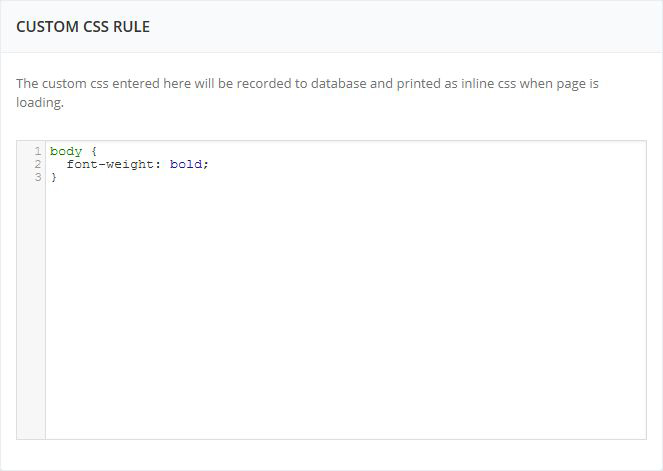 CUSTOM CSS RULE
The custom css entered here will be recorded to database and printed as inline css when page is
loading.
1 body {
2   font-weight: bold;
3 }